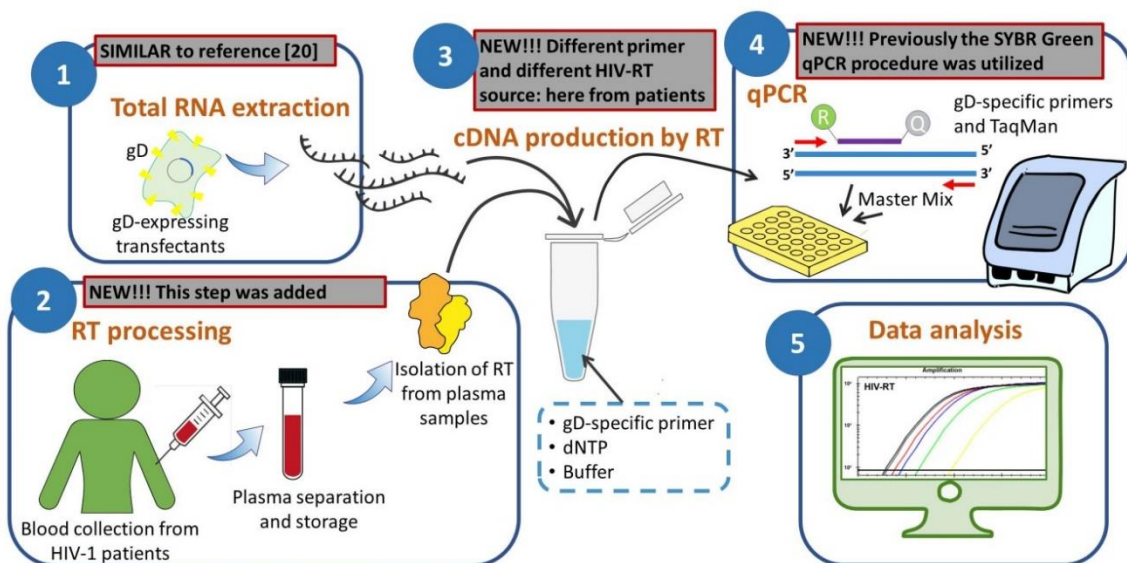 1
SIMILAR to reference [20]
Total RNA extraction
gD
gD-expressing
transfectants
2
NEW!!! This step was added
RT processing
Blood collection from
HIV-1 patients
Plasma separation
and storage
Isolation of RT
from plasma
samples
3
NEW!!! Different primer
and different HIV-RT
source: here from patients
cDNA production by RT
• gD-specific primer
• dNTP
• Buffer
4
NEW!!! Previously the SYBR Green
qPCR procedure was utilized
qPCR
gD-specific primers
and TaqMan
R
Q
3’
5’
5’
3’
Master Mix
5
Data analysis
Amplification
HIV-RT